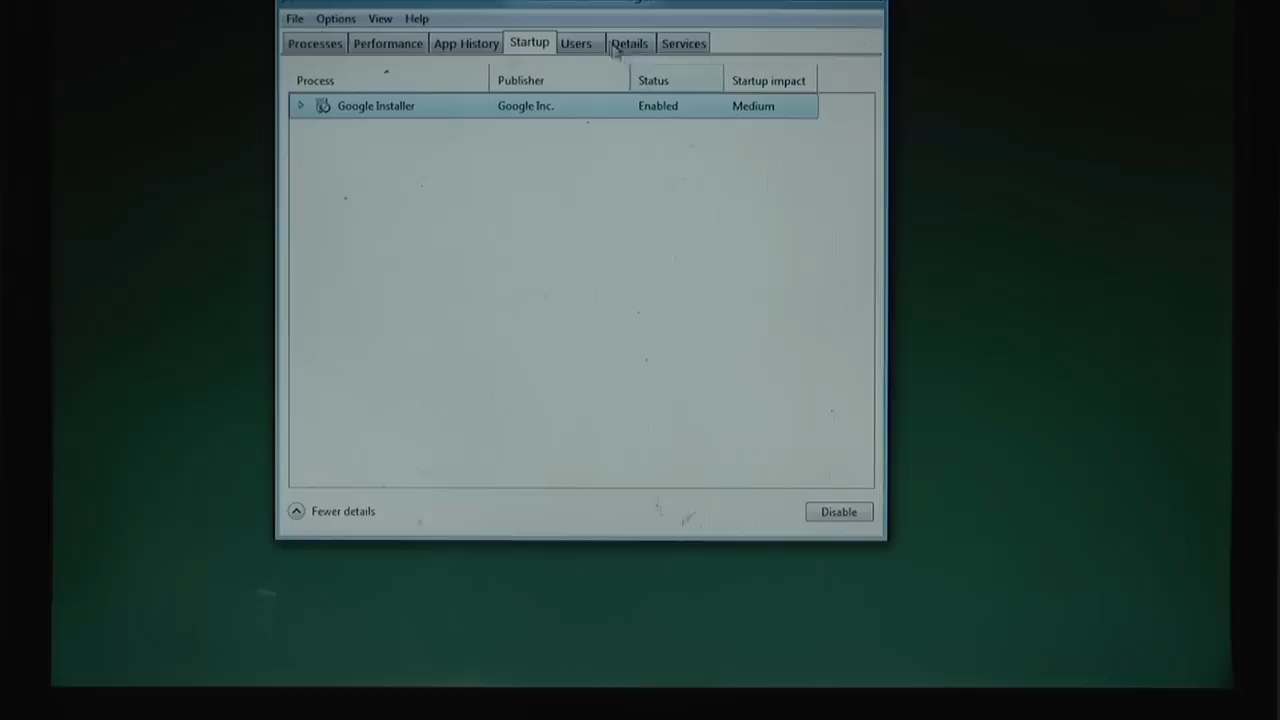 File Options View Help
Processes Performance App History Startup Users Details Services
Process Publisher Status Startup impact
Google Installer Google Inc. Enabled Medium
Fewer details Disable